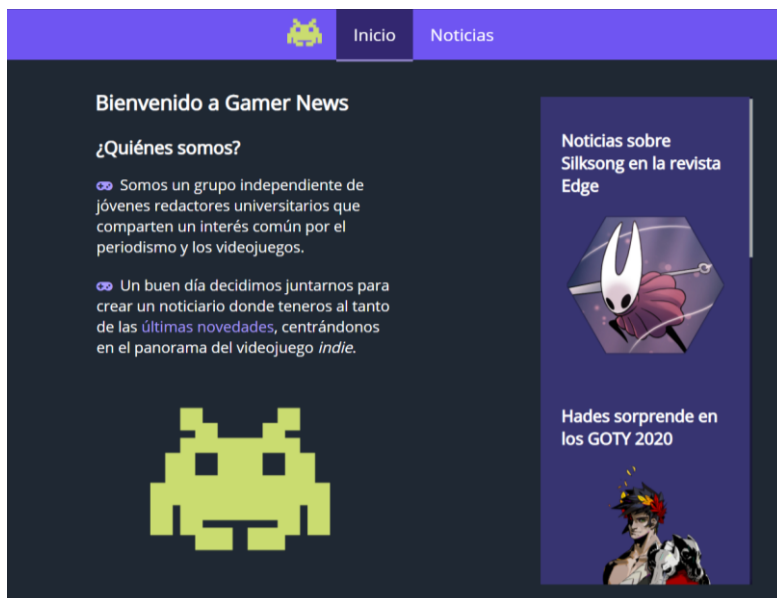 Inicio
Noticias
Bienvenido a Gamer News
¿Quiénes somos?
Somos un grupo independiente de
jóvenes redactores universitarios que
comparten un interés común por el
periodismo y los videojuegos.
Un buen día decidimos juntarnos para
crear un noticiario donde teneros al tanto
de las últimas novedades, centrándonos
en el panorama del videojuego indie.
Noticias sobre
Silksong en la revista
Edge
Hades sorprende en
los GOTY 2020